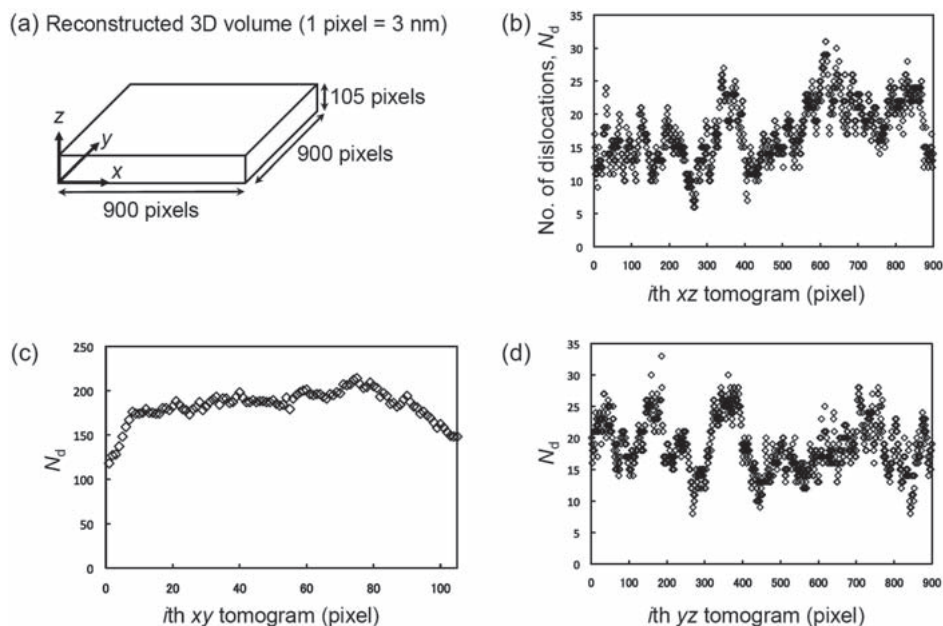 (a) Reconstructed 3D volume (1 pixel = 3 nm)
z
y
x
105 pixels
900 pixels
900 pixels
(b)
No. of dislocations, Nd
35
30
25
20
15
10
5
0
0 100 200 300 400 500 600 700 800 900
ith xz tomogram (pixel)
(c)
Nd
250
200
150
100
50
0
0 20 40 60 80 100
ith xy tomogram (pixel)
(d)
Nd
35
30
25
20
15
10
5
0
0 100 200 300 400 500 600 700 800 900
ith yz tomogram (pixel)